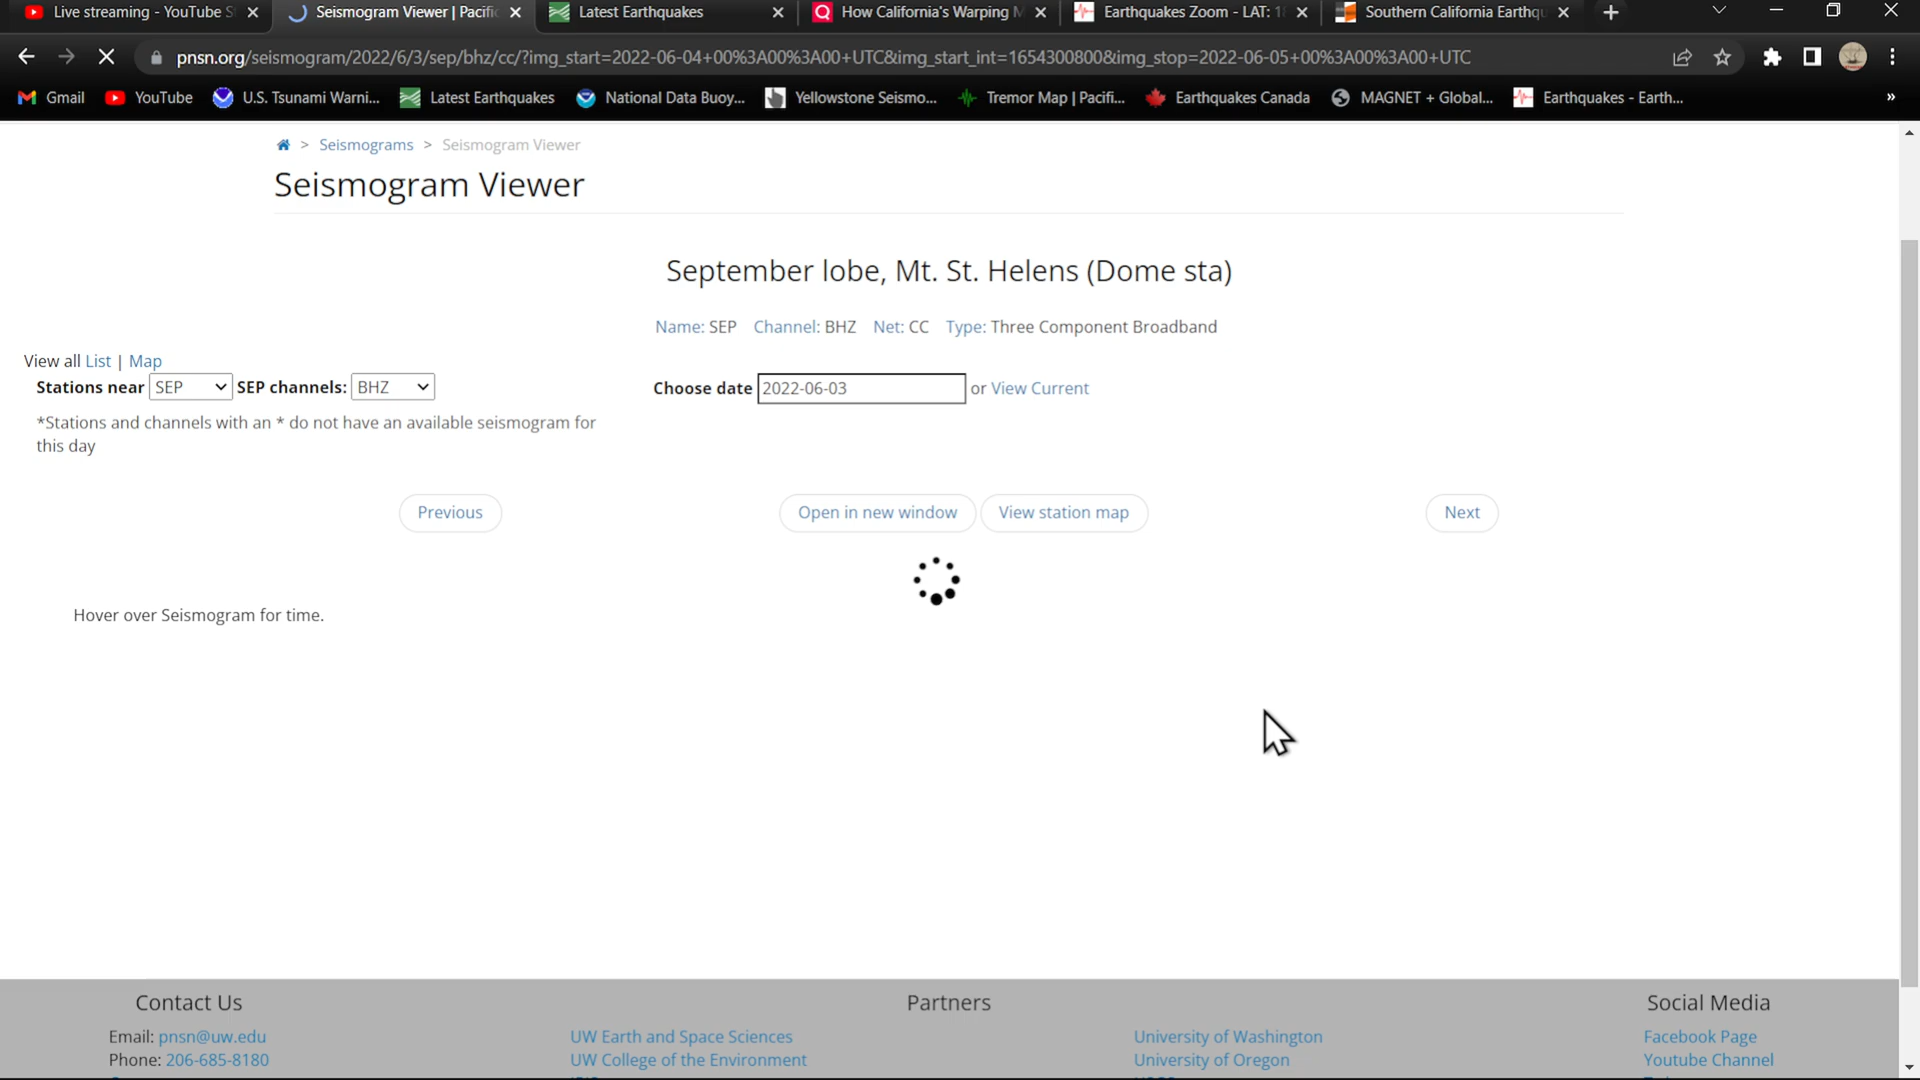 Live streaming - YouTube S
Seismogram Viewer | Pacific
Latest Earthquakes
How California's Warping M
Earthquakes Zoom - LAT: 1
Southern California Earthqu
pnsn.org/seismogram/2022/6/3/sep/bhz/cc/?img_start=2022-06-04+00%3A00%3A00+UTC&img_start_int=1654300800&img_stop=2022-06-05+00%3A00%3A00+UTC
Gmail
YouTube
U.S. Tsunami Warni...
Latest Earthquakes
National Data Buoy...
Yellowstone Seismo...
Tremor Map | Pacifi...
Earthquakes Canada
MAGNET + Global...
Earthquakes - Earth...
»
> Seismograms > Seismogram Viewer
Seismogram Viewer
September lobe, Mt. St. Helens (Dome sta)
Name: SEP Channel: BHZ Net: CC Type: Three Component Broadband
View all List | Map
Stations near SEP SEP channels: BHZ
Choose date 2022-06-03 or View Current
*Stations and channels with an * do not have an available seismogram for
this day
Previous
Open in new window
View station map
Next
Hover over Seismogram for time.
Contact Us
Partners
Social Media
Email: pnsn@uw.edu
UW Earth and Space Sciences
University of Washington
Facebook Page
Phone: 206-685-8180
UW College of the Environment
University of Oregon
Youtube Channel